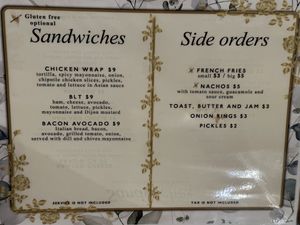 Gluten free
optional
Sandwiches
CHICKEN WRAP $9
tortilla, spicy mayonnaise, onion,
chipotle chicken slices, pickles,
tomato and lettuce in Asian sauce
BLT $9
ham, cheese, avocado,
tomato, lettuce, pickles,
mayonnaise and Dijon mustard
BACON AVOCADO $9
Italian bread, bacon,
avocado, grilled tomato, onion,
served with dill and chives mayonnaise
SERVICE IS NOT INCLUDED
Side orders
FRENCH FRIES
small $3 / big $5
NACHOS $5
with tomato sauce, guacamole and
sour cream
TOAST, BUTTER AND JAM $3
ONION RINGS $3
PICKLES $2
TAX IS NOT INCLUDED